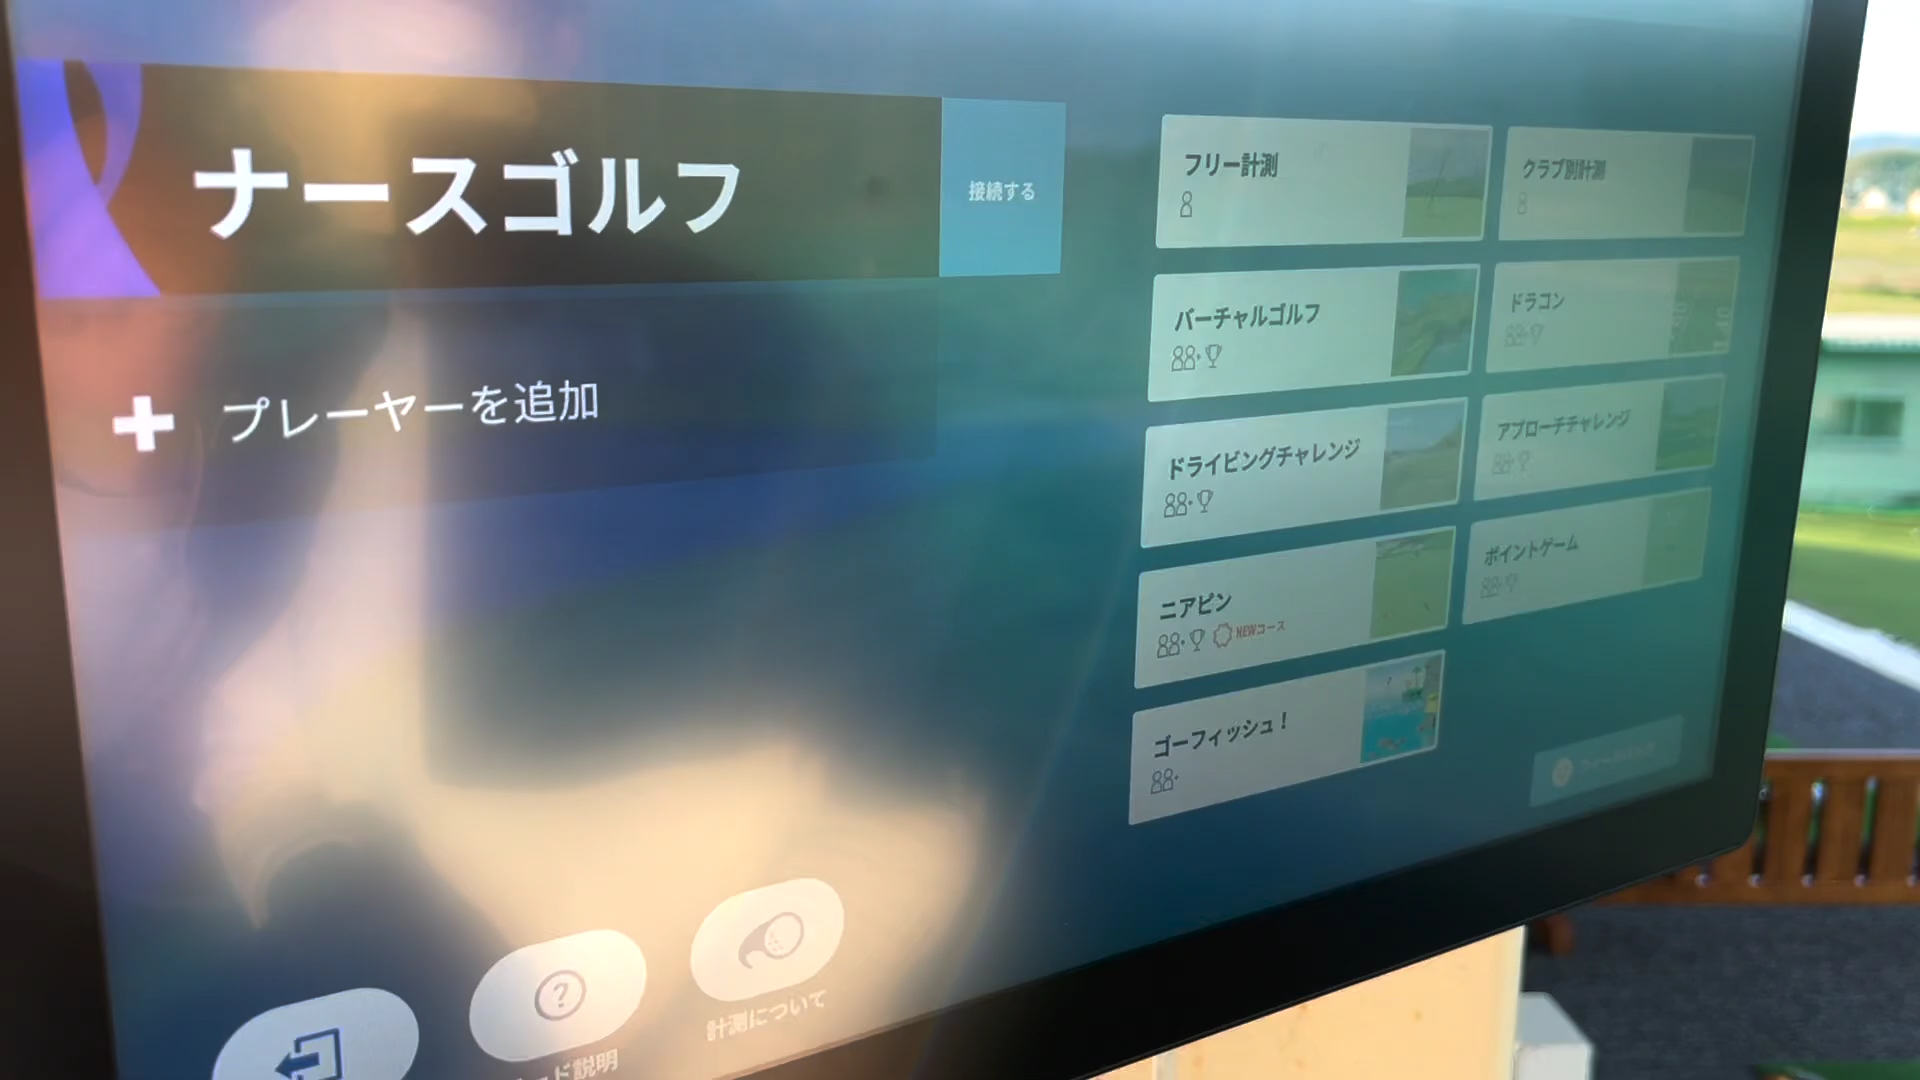 ナースゴルフ
接続する
プレーヤーを追加
フリー計測
クラブ別計測
バーチャルゴルフ
ドラコン
ドライビングチャレンジ
アプローチチャレンジ
ニアピン
NEWコース
ポイントゲーム
ゴーフィッシュ！
計測について
ード説明